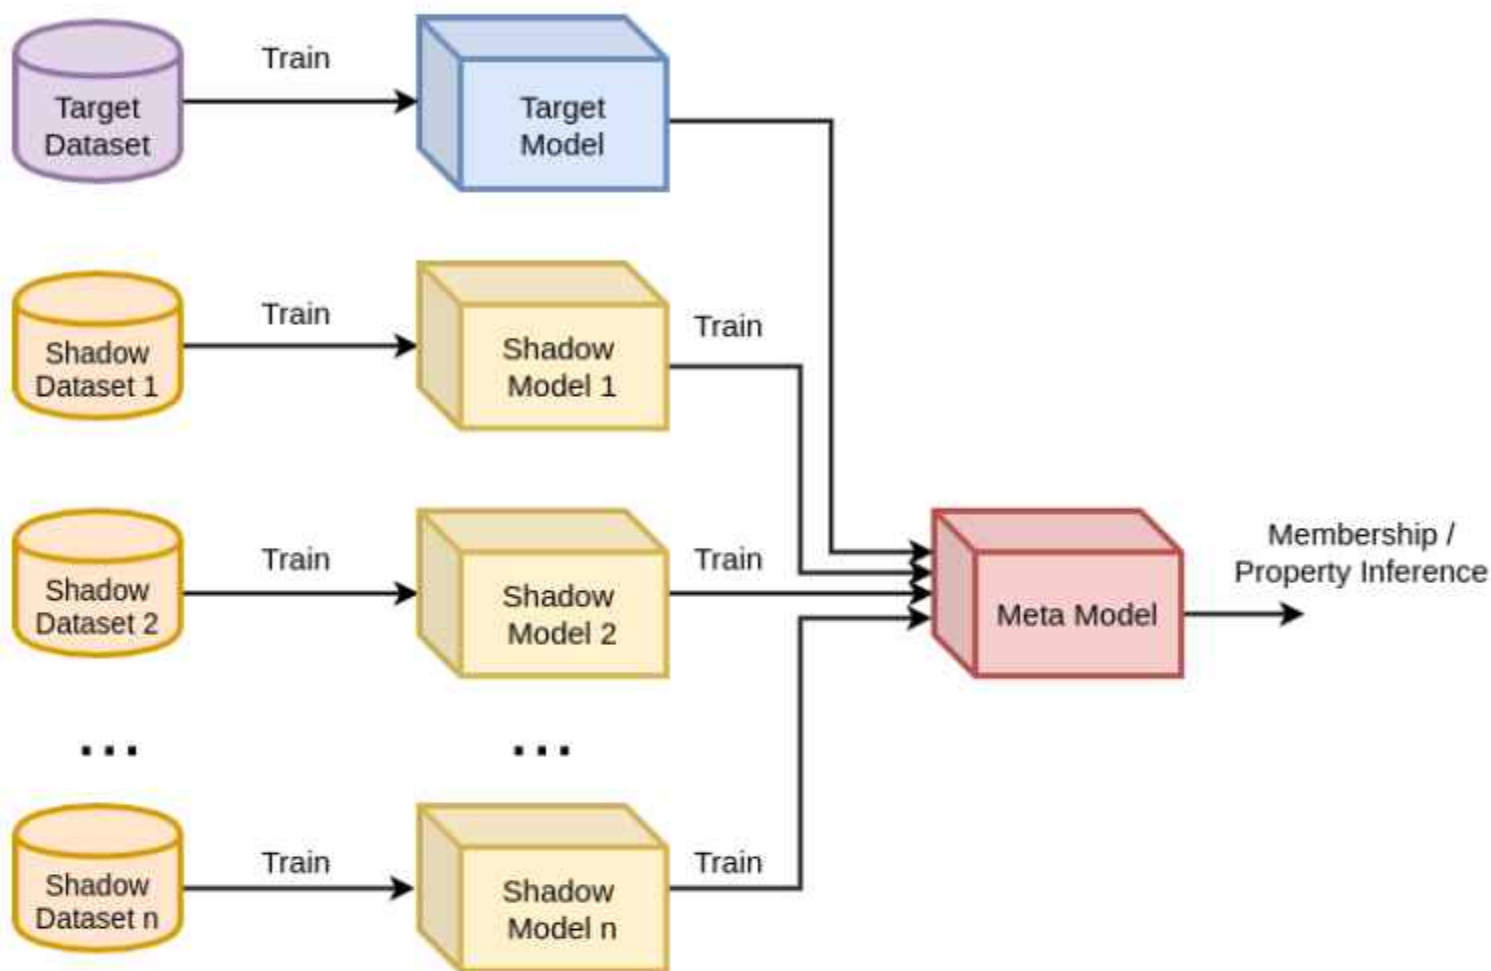 Train
Target
Dataset
Target
Model
Train
Shadow
Dataset 1
Shadow
Model 1
Train
Train
Shadow
Dataset 2
Shadow
Model 2
Train
Meta Model
Membership /
Property Inference
...
...
Train
Shadow
Dataset n
Shadow
Model n
Train